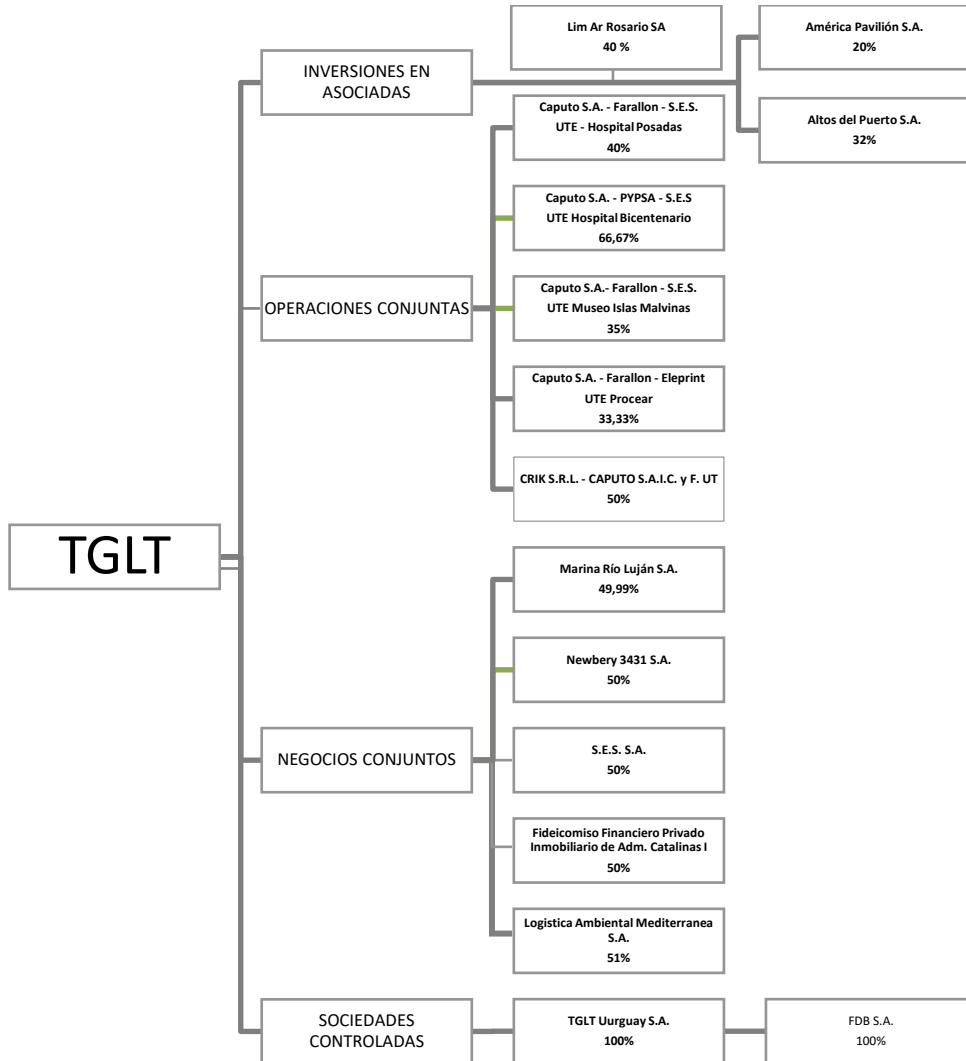 TGLT
INVERSIONES EN
ASOCIADAS
Lim Ar Rosario SA
40 %
América Pavilión S.A.
20%
Altos del Puerto S.A.
32%
OPERACIONES CONJUNTAS
Caputo S.A. - Farallon - S.E.S.
UTE - Hospital Posadas
40%
Caputo S.A. - PYPSA - S.E.S
UTE Hospital Bicentenario
66,67%
Caputo S.A.- Farallon - S.E.S.
UTE Museo Islas Malvinas
35%
Caputo S.A. - Farallon - Eleprint
UTE Procear
33,33%
CRIK S.R.L. - CAPUTO S.A.I.C. y F. UT
50%
NEGOCIOS CONJUNTOS
Marina Río Luján S.A.
49,99%
Newbery 3431 S.A.
50%
S.E.S. S.A.
50%
Fideicomiso Financiero Privado
Inmobiliario de Adm. Catalinas I
50%
Logistica Ambiental Mediterranea
S.A.
51%
SOCIEDADES
CONTROLADAS
TGLT Uurguay S.A.
100%
FDB S.A.
100%